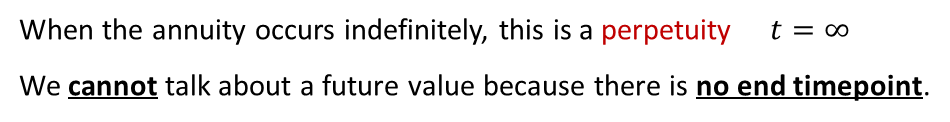 When the annuity occurs indefinitely, this is a perpetuity t = ∞
We cannot talk about a future value because there is no end timepoint.